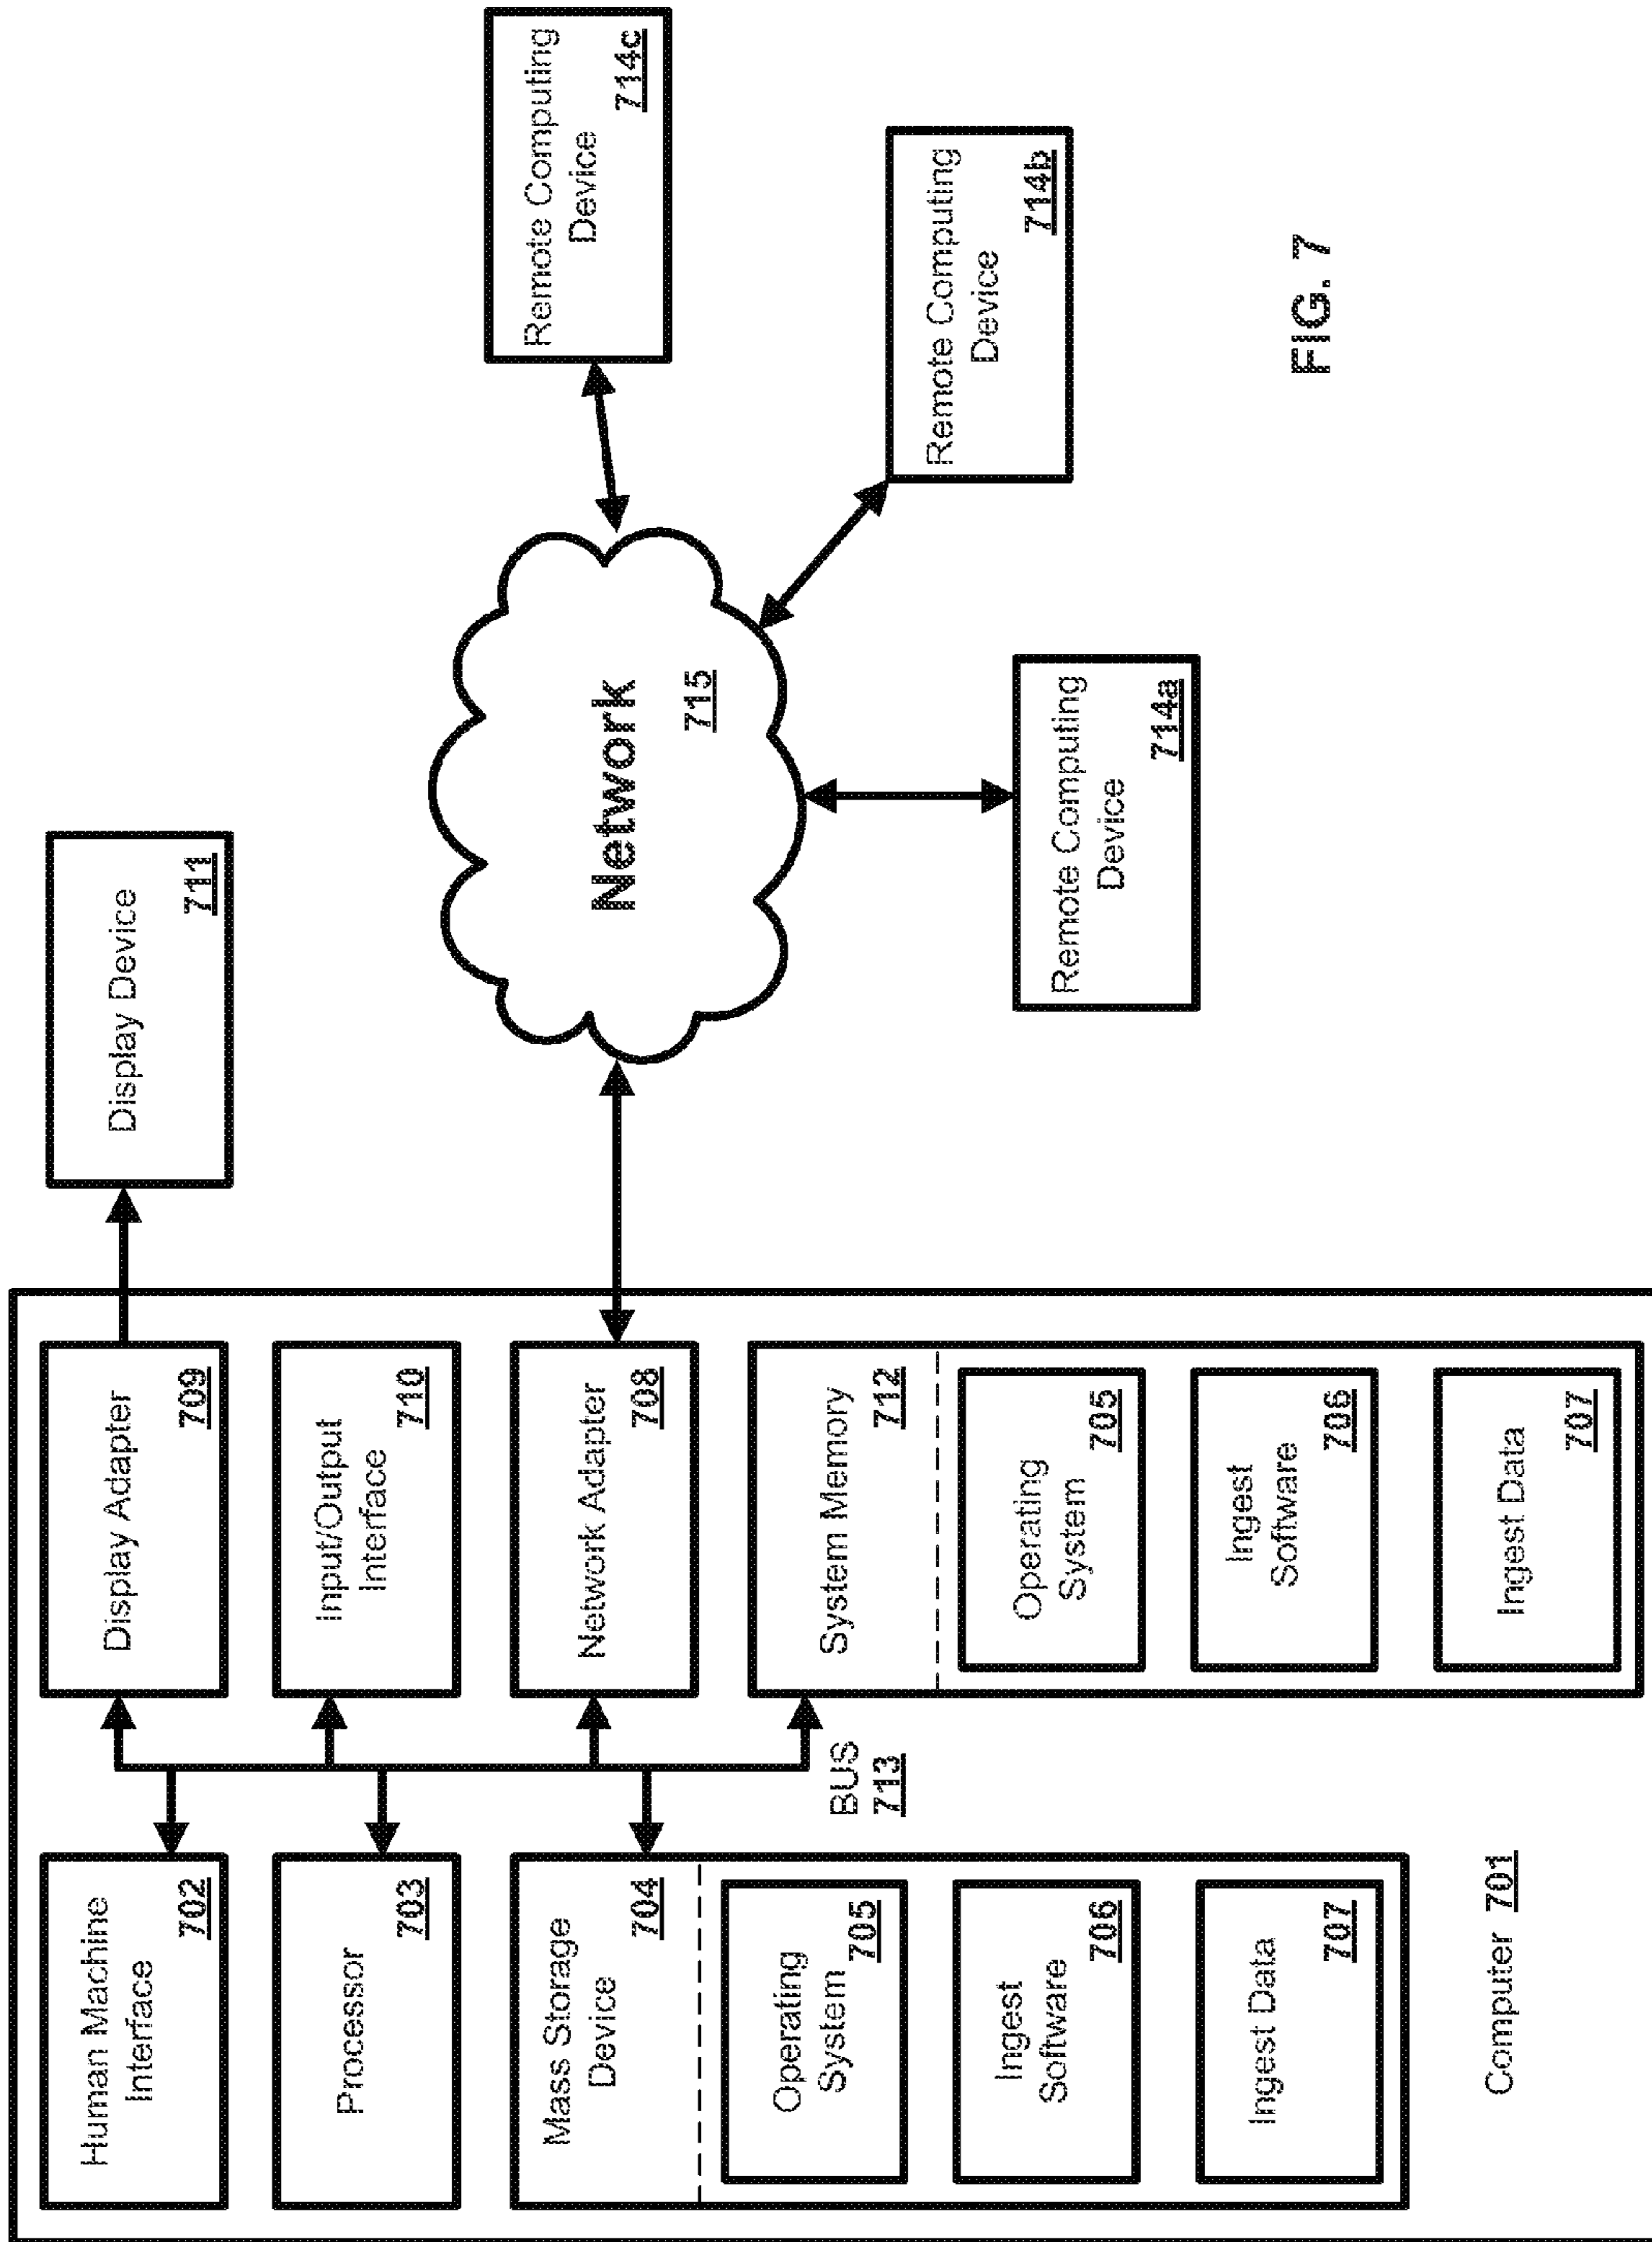 Human Machine
Interface
702
Processor
703
Mass Storage
Device
704
Operating
System
705
Ingest
Software
706
Ingest Data
707
Computer 701
BUS
713
Display Adapter
709
Input/Output
Interface
710
Network Adapter
708
System Memory
712
Operating
System
705
Ingest
Software
706
Ingest Data
707
Display Device
711
Network
715
Remote Computing
Device
714a
Remote Computing
Device
714b
Remote Computing
Device
714c
FIG. 7